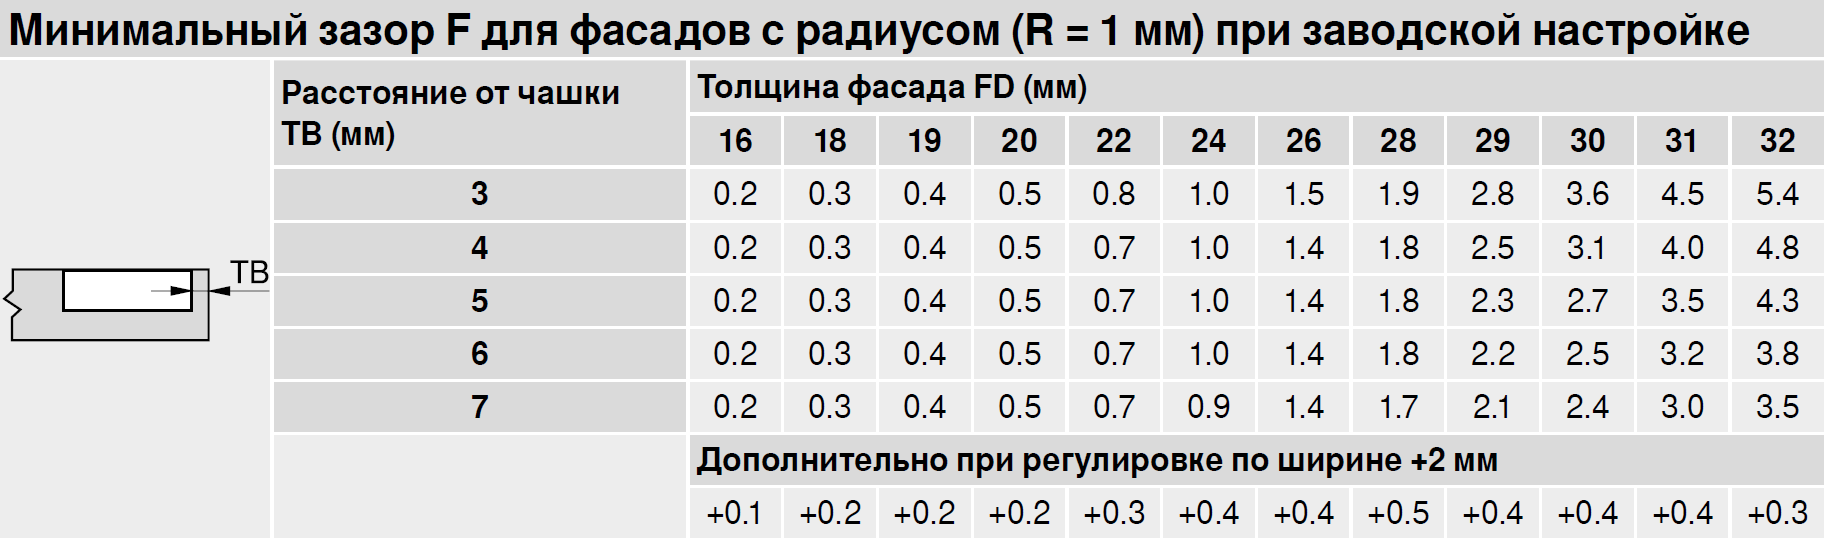 Минимальный зазор F для фасадов с радиусом (R = 1 мм) при заводской настройке
Расстояние от чашки
TB (мм)
Толщина фасада FD (мм)
16 18 19 20 22 24 26 28 29 30 31 32
3 0.2 0.3 0.4 0.5 0.8 1.0 1.5 1.9 2.8 3.6 4.5 5.4
4 0.2 0.3 0.4 0.5 0.7 1.0 1.4 1.8 2.5 3.1 4.0 4.8
TB
5 0.2 0.3 0.4 0.5 0.7 1.0 1.4 1.8 2.3 2.7 3.5 4.3
6 0.2 0.3 0.4 0.5 0.7 1.0 1.4 1.8 2.2 2.5 3.2 3.8
7 0.2 0.3 0.4 0.5 0.7 0.9 1.4 1.7 2.1 2.4 3.0 3.5
Дополнительно при регулировке по ширине +2 мм
+0.1 +0.2 +0.2 +0.2 +0.3 +0.4 +0.4 +0.5 +0.4 +0.4 +0.4 +0.3